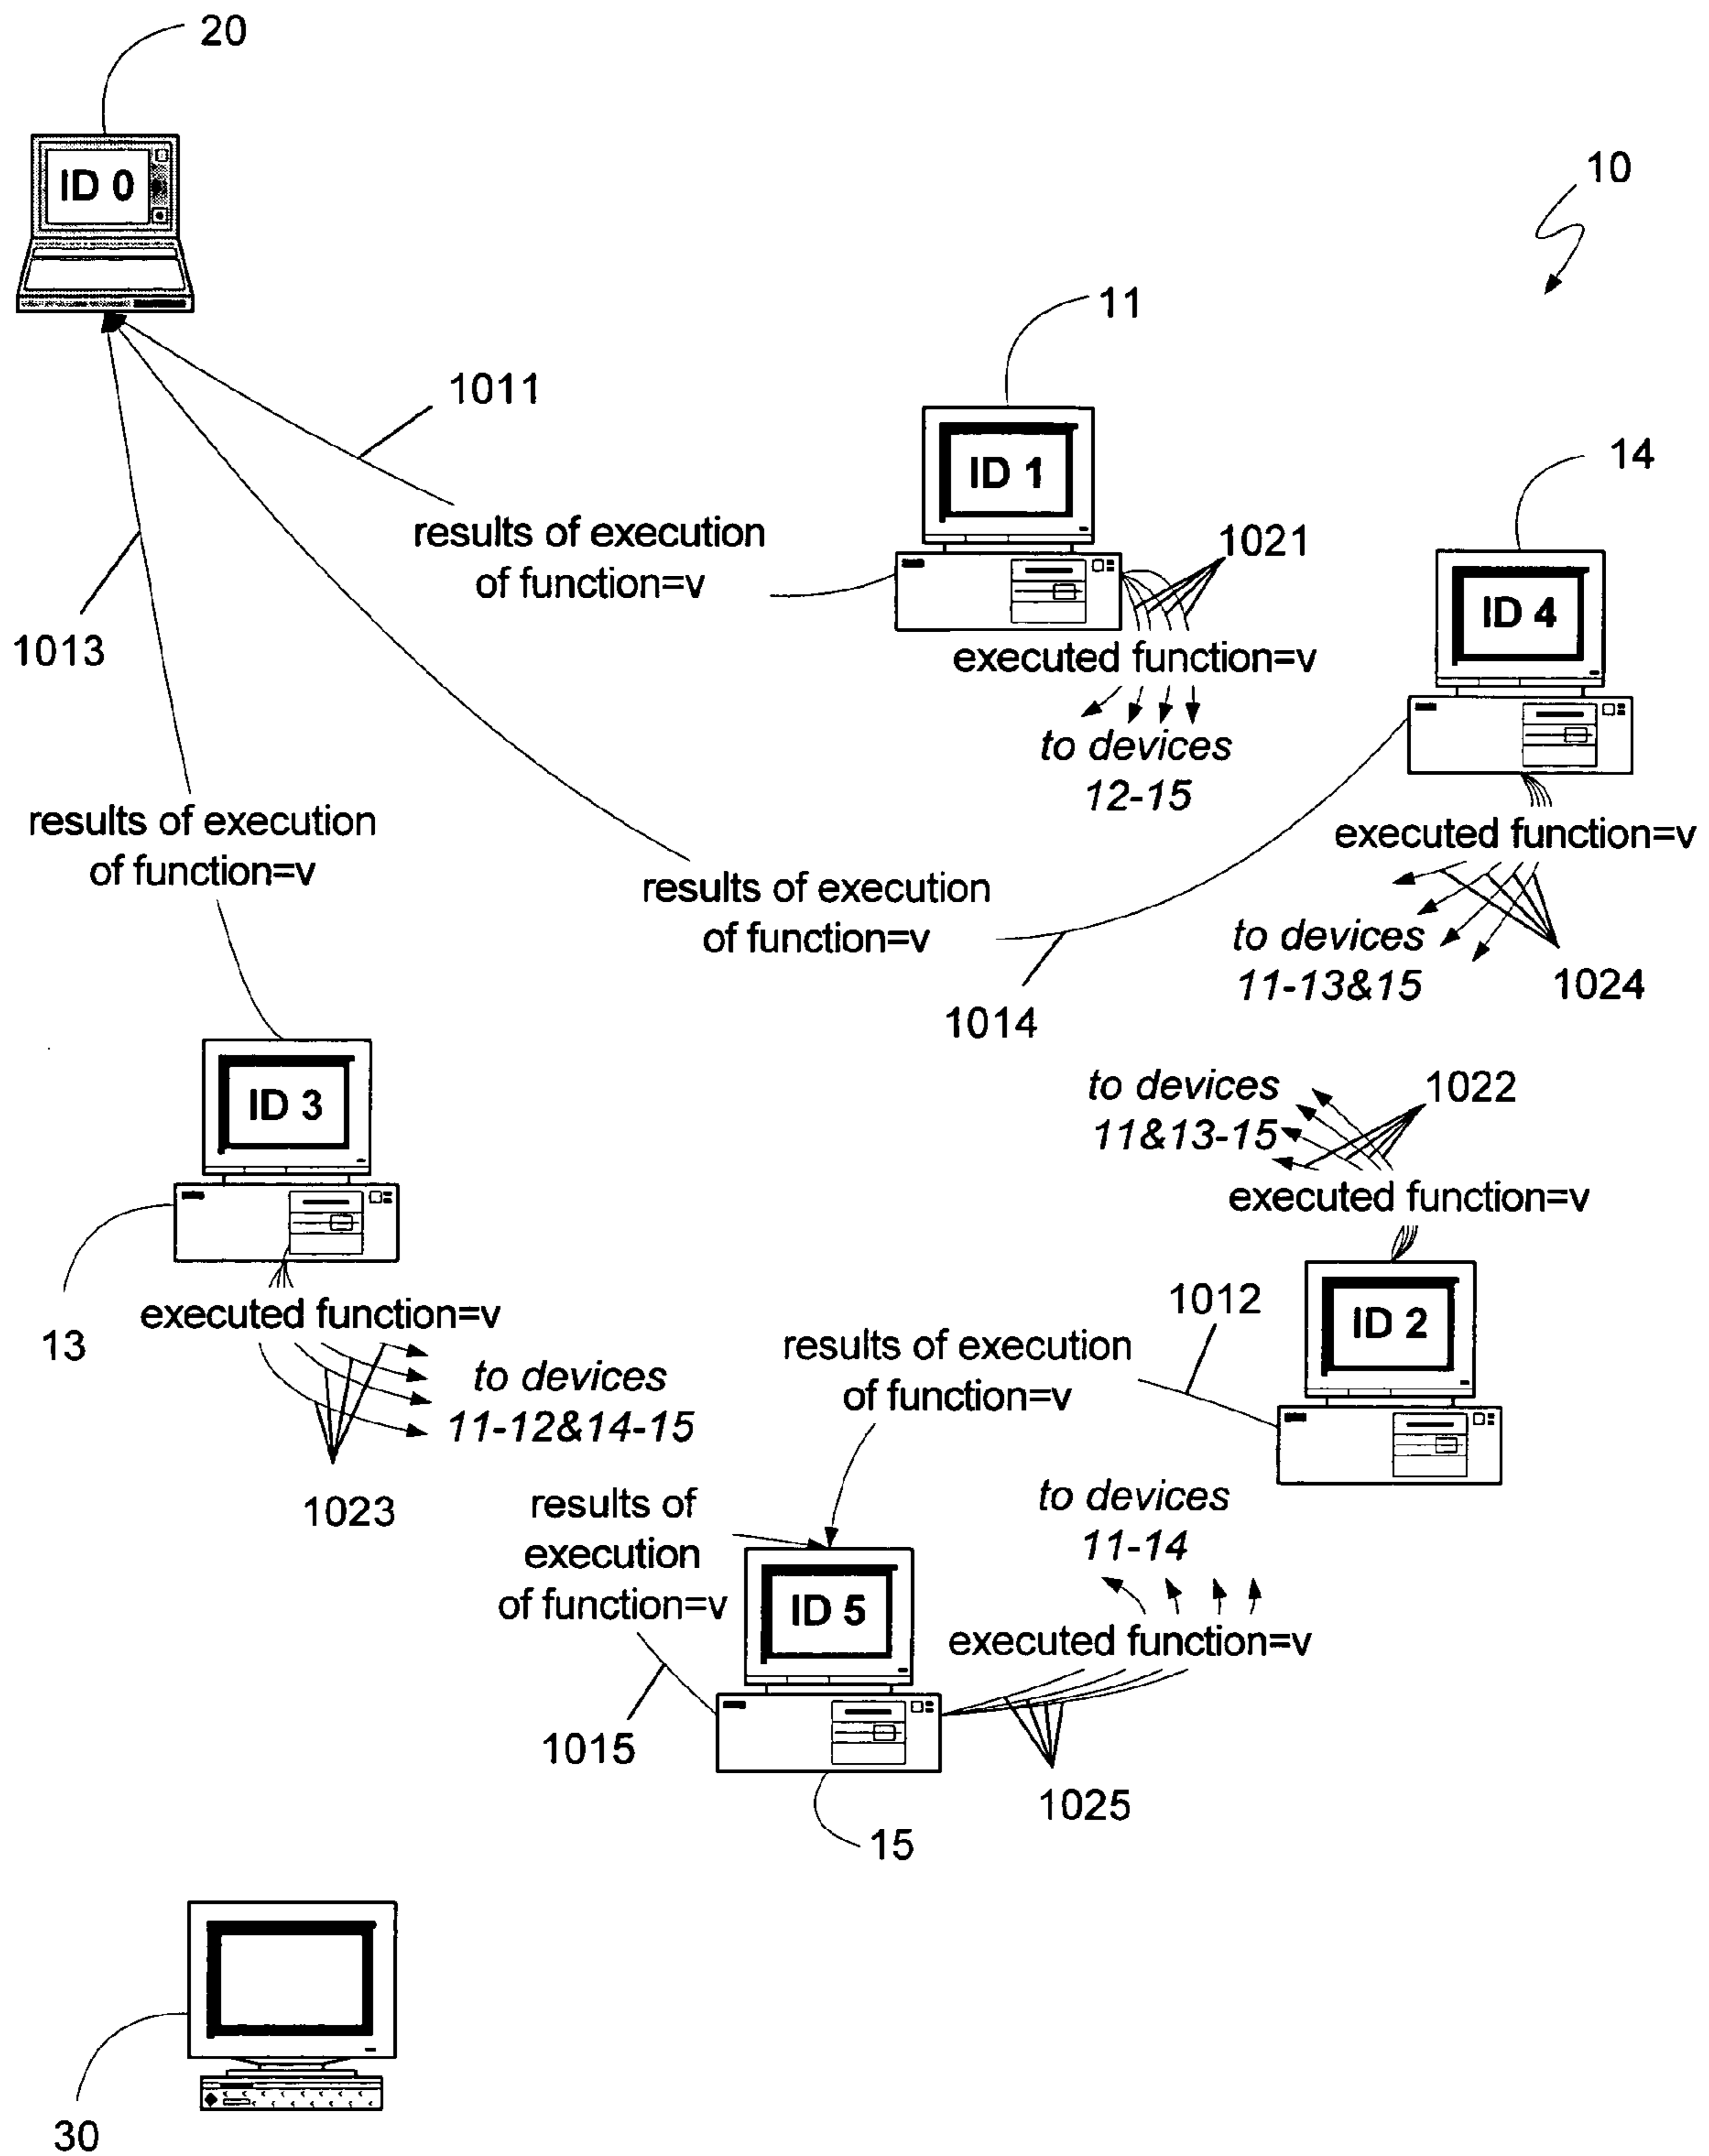 20
ID 0
10
11
1011
ID 1
14
results of execution
of function=v
1021
ID 4
1013
executed function=v
to devices
12-15
results of execution
of function=v
executed function=v
results of execution
of function=v
to devices
11-13&15
1024
1014
ID 3
to devices
11&13-15
1022
executed function=v
13
executed function=v
1012
ID 2
results of execution
of function=v
to devices
11-12&14-15
1023
results of
execution
of function=v
to devices
11-14
ID 5
executed function=v
1015
1025
15
30